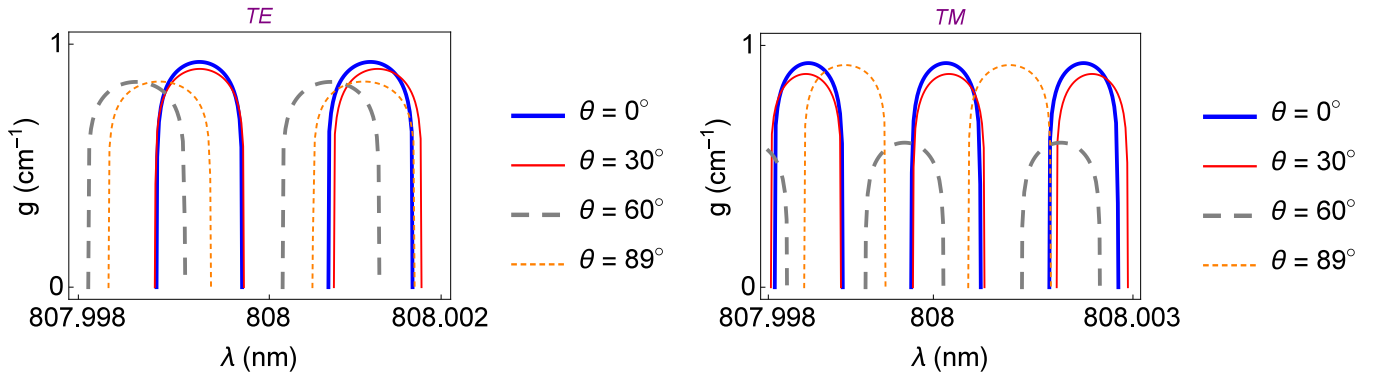 TE
1
0
g (cm⁻¹)
807.998
808
808.002
λ (nm)
θ = 0°
θ = 30°
θ = 60°
θ = 89°
TM
1
0
g (cm⁻¹)
807.998
808
808.003
λ (nm)
θ = 0°
θ = 30°
θ = 60°
θ = 89°